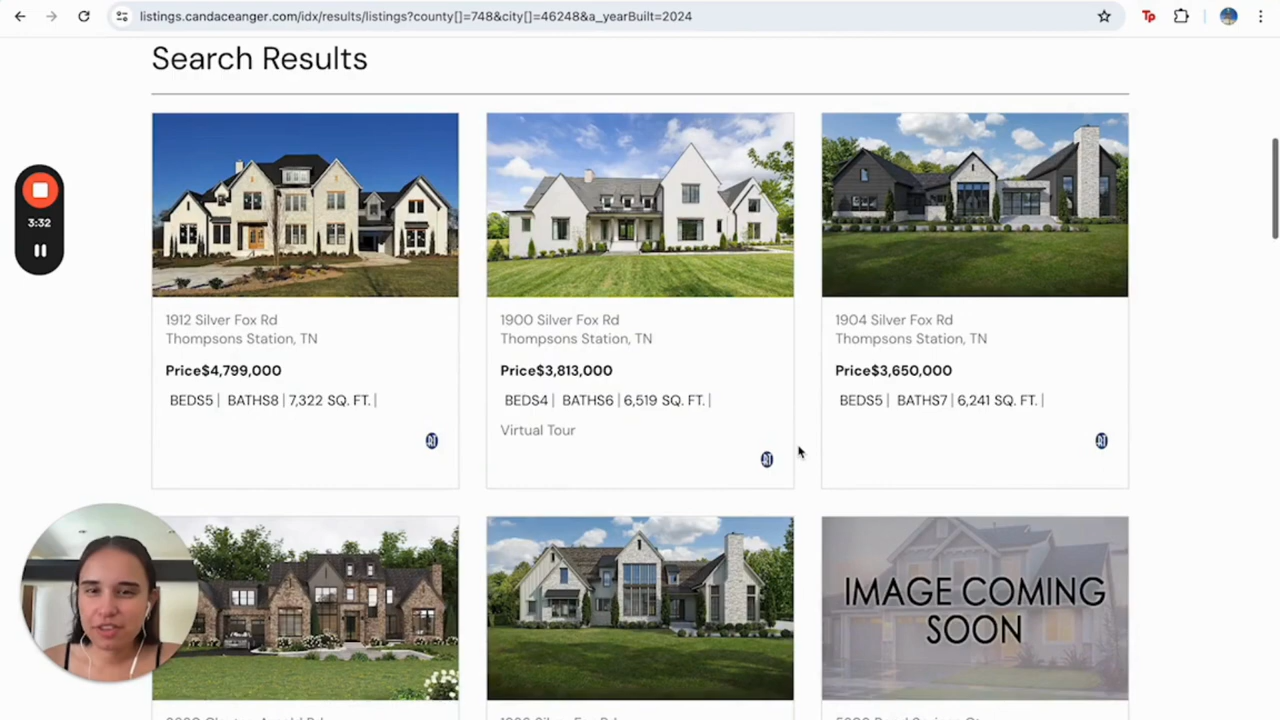 listings.candaceanger.com/idx/results/listings?county[]=748&city[]=46248&a_yearBuilt=2024
Tp
Search Results
3:32
1912 Silver Fox Rd
Thompsons Station, TN
Price$4,799,000
BEDS5 | BATHS8 | 7,322 SQ. FT. |
1900 Silver Fox Rd
Thompsons Station, TN
Price$3,813,000
BEDS4 | BATHS6 | 6,519 SQ. FT. |
Virtual Tour
1904 Silver Fox Rd
Thompsons Station, TN
Price$3,650,000
BEDS5 | BATHS7 | 6,241 SQ. FT. |
IMAGE COMING
SOON